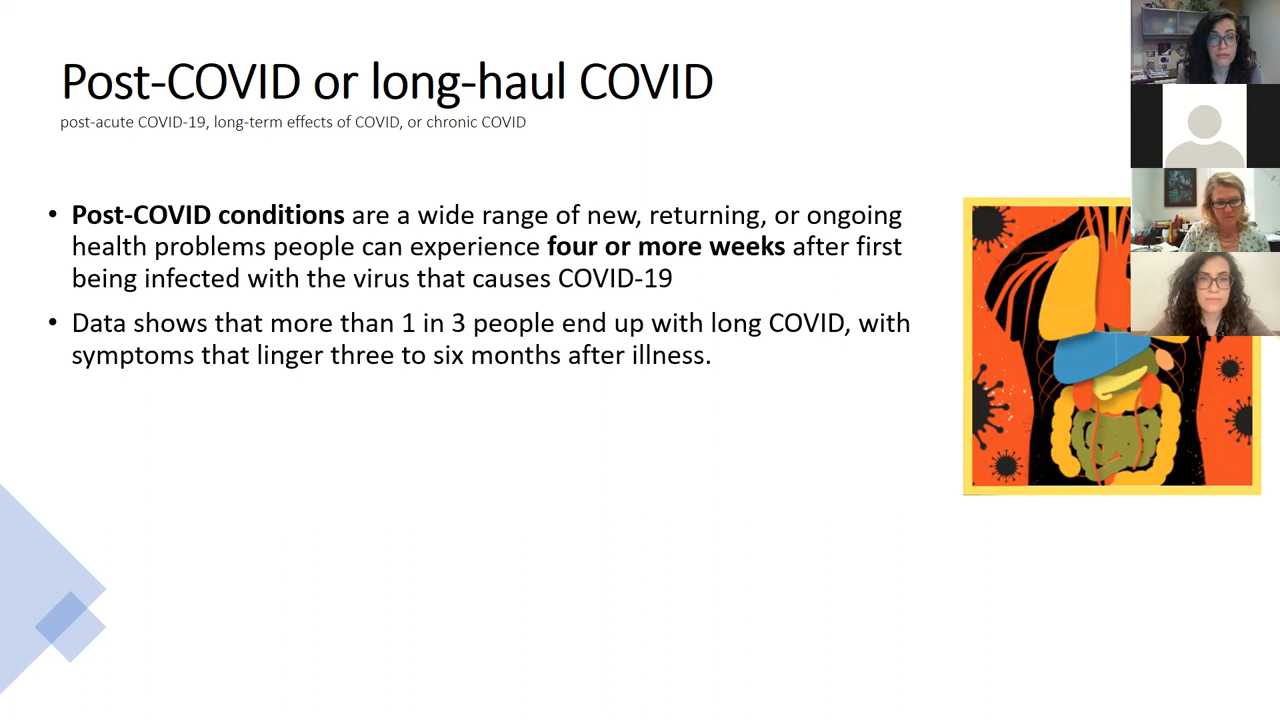 Post-COVID or long-haul COVID
post-acute COVID-19, long-term effects of COVID, or chronic COVID
• Post-COVID conditions are a wide range of new, returning, or ongoing
health problems people can experience four or more weeks after first
being infected with the virus that causes COVID-19
• Data shows that more than 1 in 3 people end up with long COVID, with
symptoms that linger three to six months after illness.